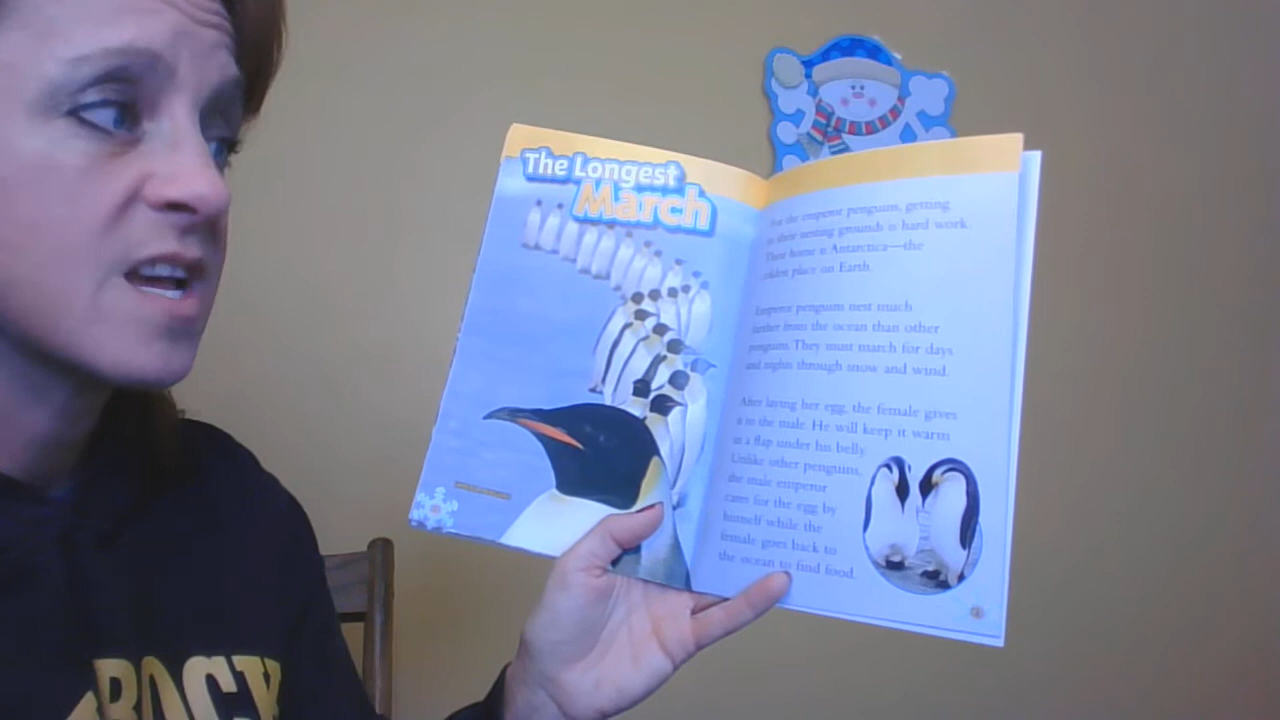 The Longest
March
For the emperor penguins, getting
to their nesting grounds is hard work.
Their home is Antarctica—the
coldest place on Earth.
Emperor penguins nest much
farther from the ocean than other
penguins. They must march for days
and nights through snow and wind.
After laying her egg, the female gives
it to the male. He will keep it warm
in a flap under his belly.
Unlike other penguins,
the male emperor
cares for the egg by
himself while the
female goes back to
the ocean to find food.
ROCK